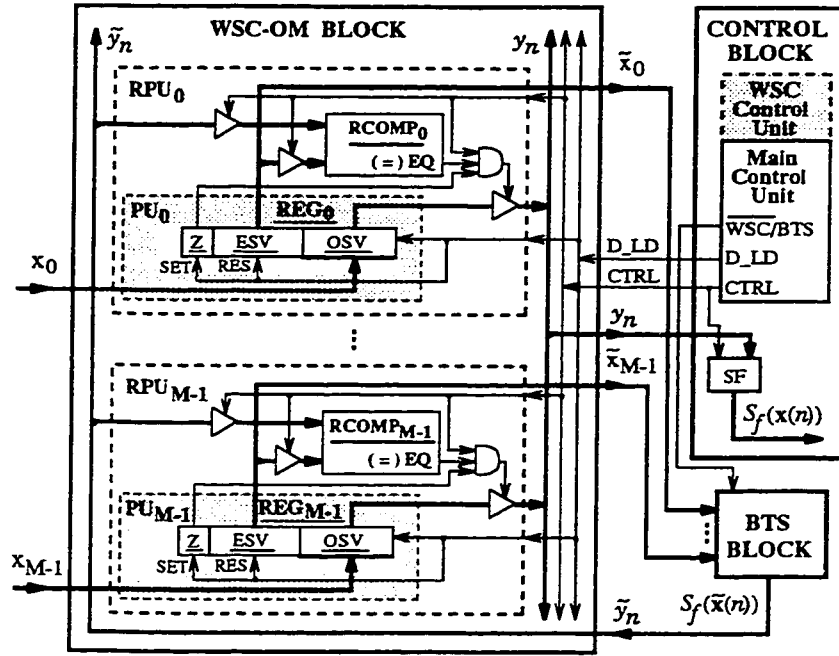 ỹn
WSC-OM BLOCK
yn
CONTROL BLOCK
WSC Control Unit
Main Control Unit
WSC/BTS
D_LD
CTRL
RPU0
x̃0
RCOMP0
(=) EQ
PU0
REG0
Z
ESV
OSV
SET
RES
x0
D_LD
CTRL
yn
x̃M-1
SF
Sf(x(n))
RPUM-1
RCOMPM-1
(=) EQ
PUM-1
REGM-1
Z
ESV
OSV
SET
RES
xM-1
BTS BLOCK
Sf(x̃(n))
ỹn